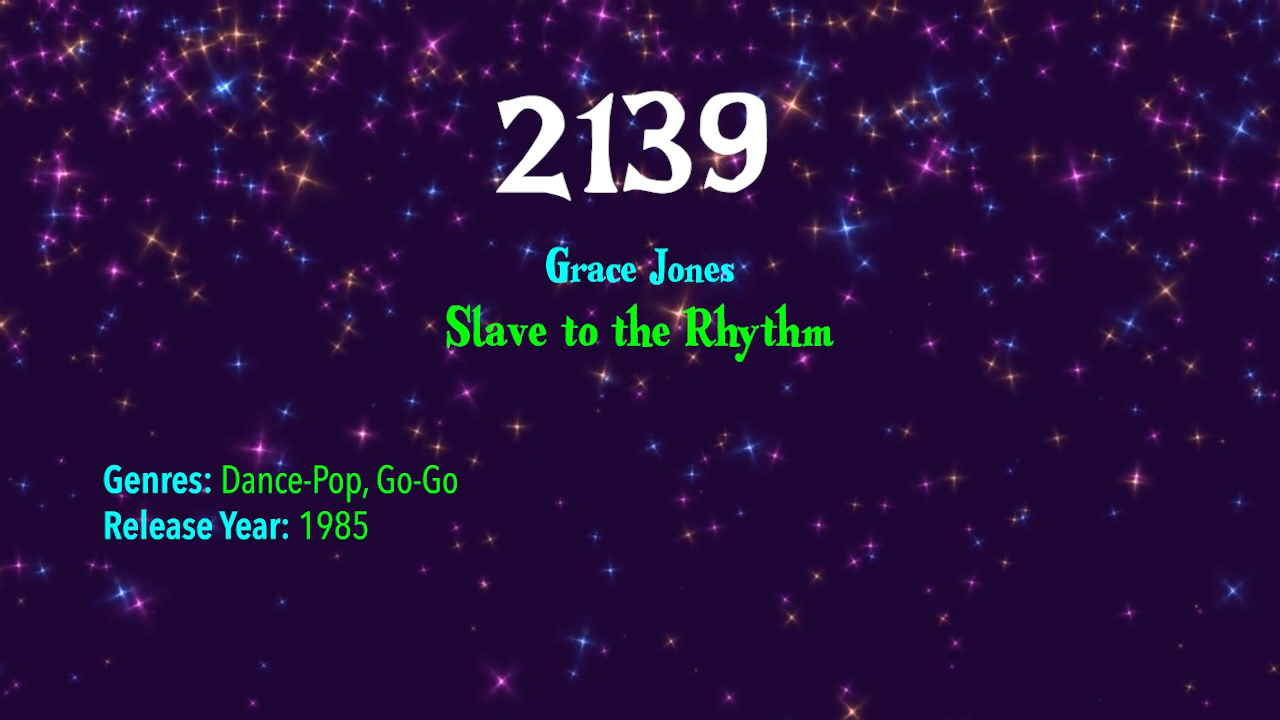 2139
Grace Jones
Slave to the Rhythm
Genres: Dance-Pop, Go-Go
Release Year: 1985